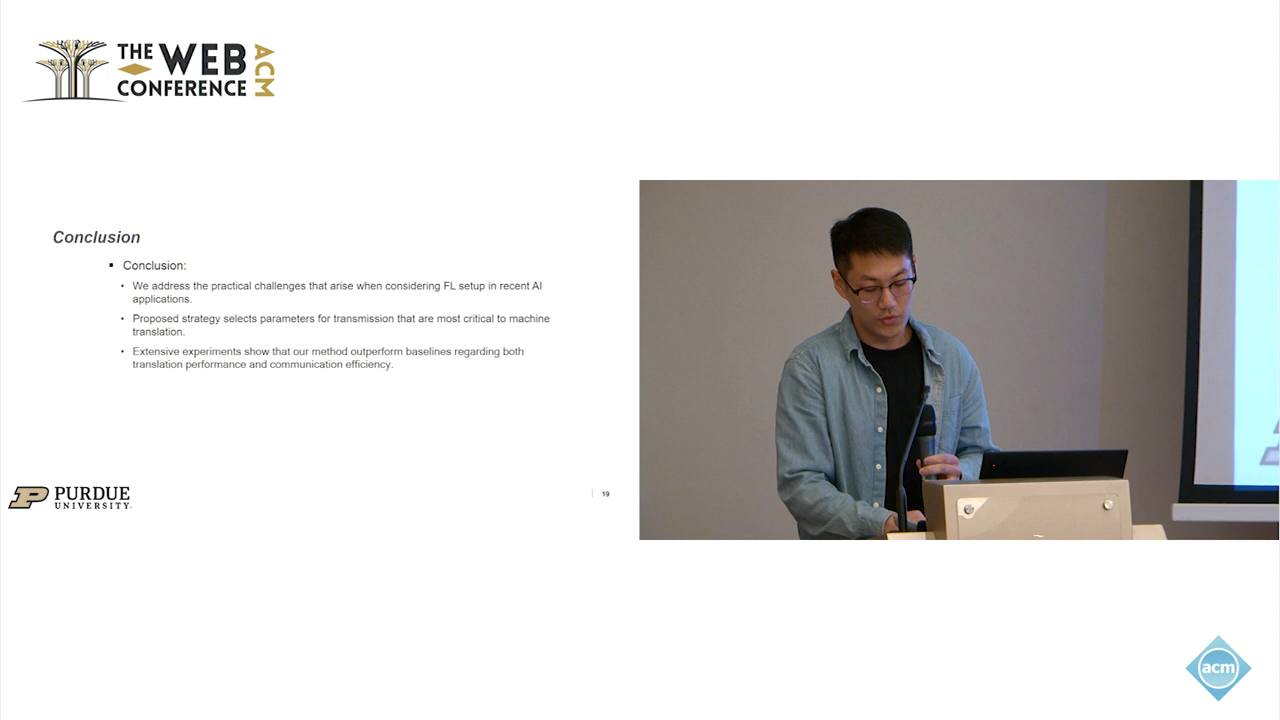 THE WEB
CONFERENCE
ACM
Conclusion
▪ Conclusion:
• We address the practical challenges that arise when considering FL setup in recent AI
applications.
• Proposed strategy selects parameters for transmission that are most critical to machine
translation.
• Extensive experiments show that our method outperform baselines regarding both
translation performance and communication efficiency.
PURDUE
UNIVERSITY
19
acm